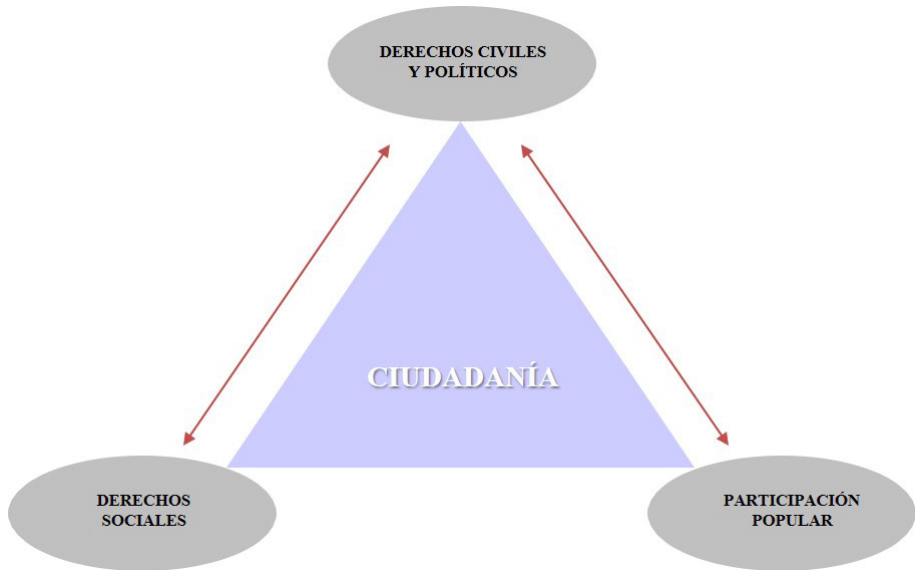 DERECHOS CIVILES
Y POLÍTICOS
CIUDADANÍA
DERECHOS
SOCIALES
PARTICIPACIÓN
POPULAR